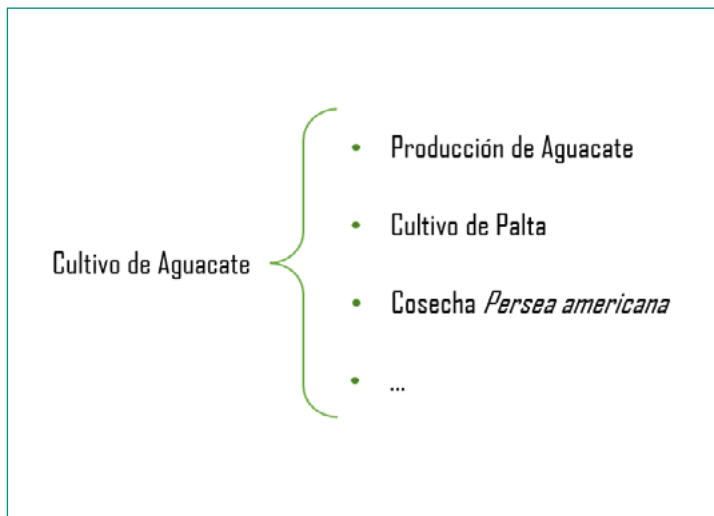 Cultivo de Aguacate
• Producción de Aguacate
• Cultivo de Palta
• Cosecha Persea americana
• ...